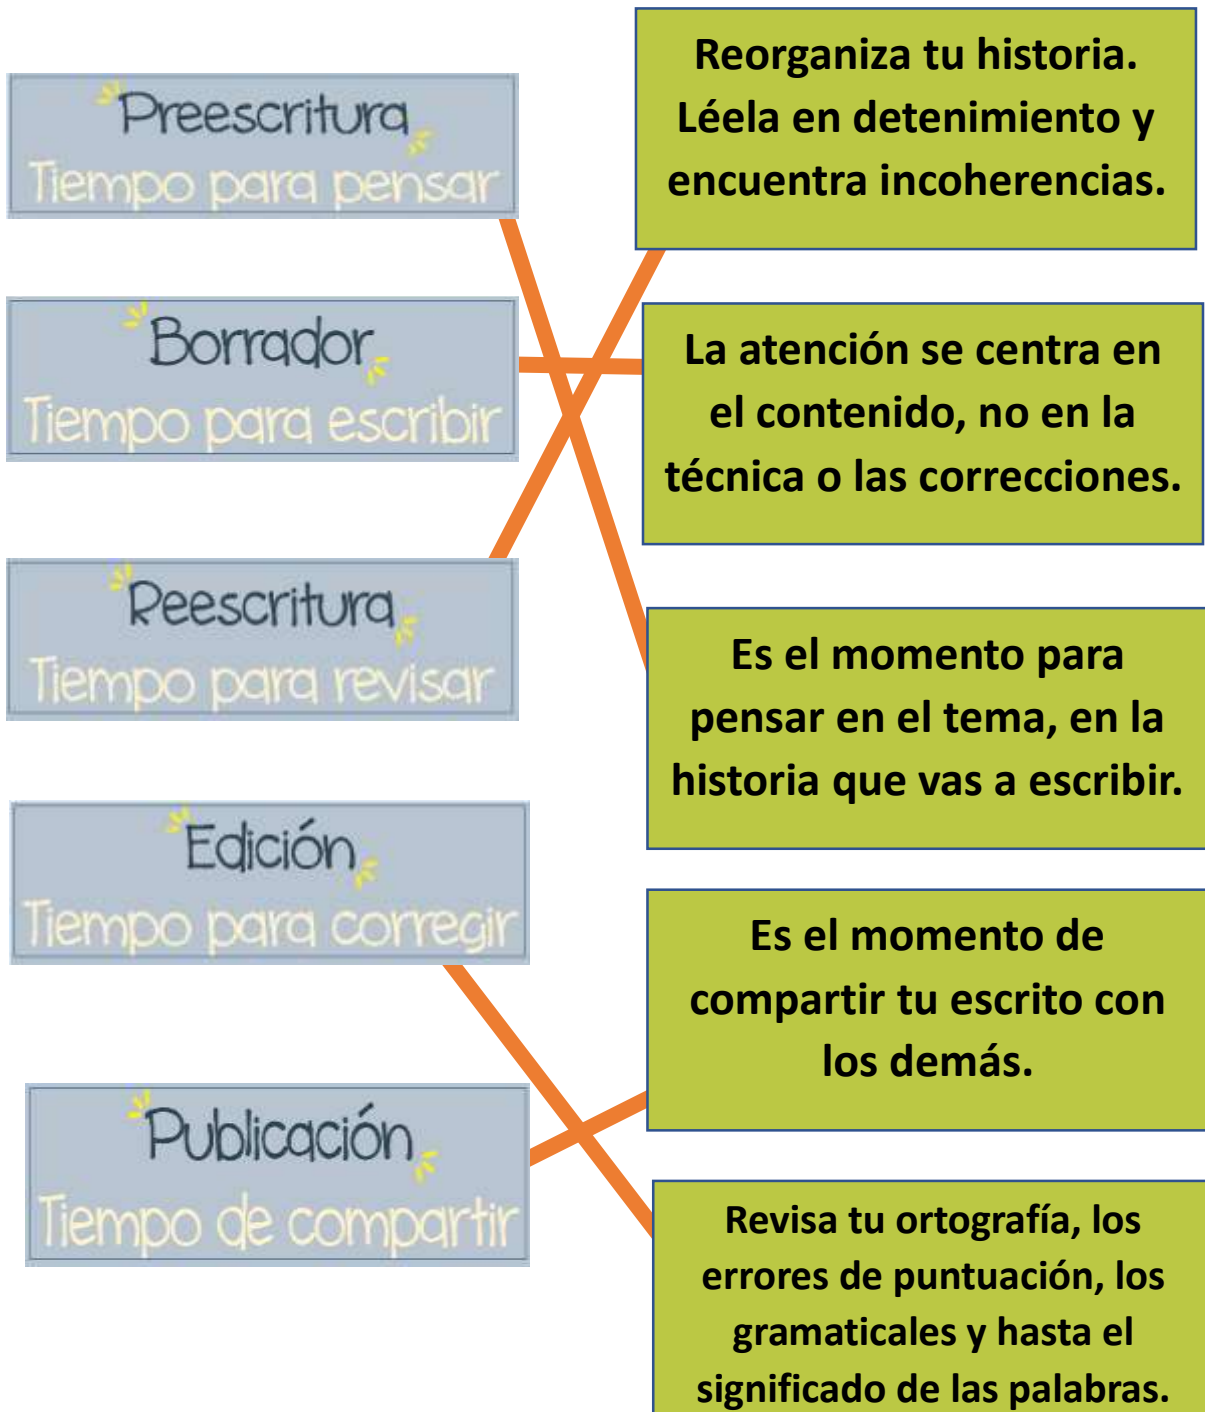 Preescritura
Tiempo para pensar
Borrador
Tiempo para escribir
Reescritura
Tiempo para revisar
Edición
Tiempo para corregir
Publicación
Tiempo de compartir
Reorganiza tu historia.
Léela en detenimiento y
encuentra incoherencias.
La atención se centra en
el contenido, no en la
técnica o las correcciones.
Es el momento para
pensar en el tema, en la
historia que vas a escribir.
Es el momento de
compartir tu escrito con
los demás.
Revisa tu ortografía, los
errores de puntuación, los
gramaticales y hasta el
significado de las palabras.